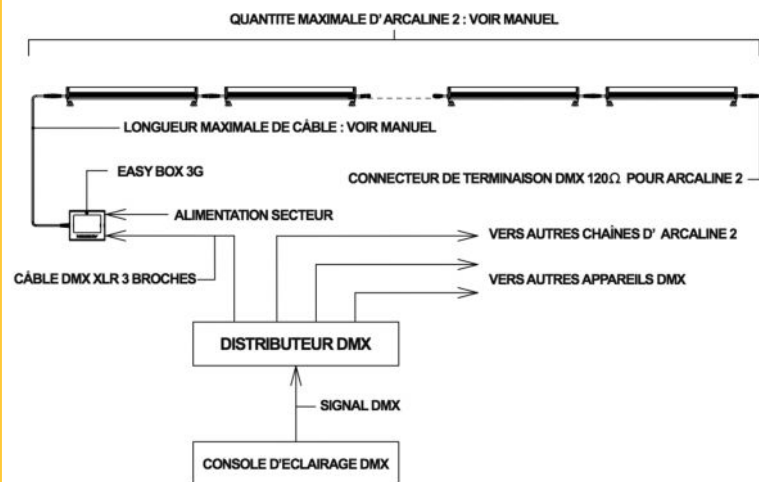 QUANTITE MAXIMALE D'ARCALINE 2 : VOIR MANUEL
LONGUEUR MAXIMALE DE CÂBLE : VOIR MANUEL
EASY BOX 3G
CONNECTEUR DE TERMINAISON DMX 120Ω POUR ARCALINE 2
ALIMENTATION SECTEUR
VERS AUTRES CHAÎNES D' ARCALINE 2
CÂBLE DMX XLR 3 BROCHES
VERS AUTRES APPAREILS DMX
DISTRIBUTEUR DMX
SIGNAL DMX
CONSOLE D'ECLAIRAGE DMX